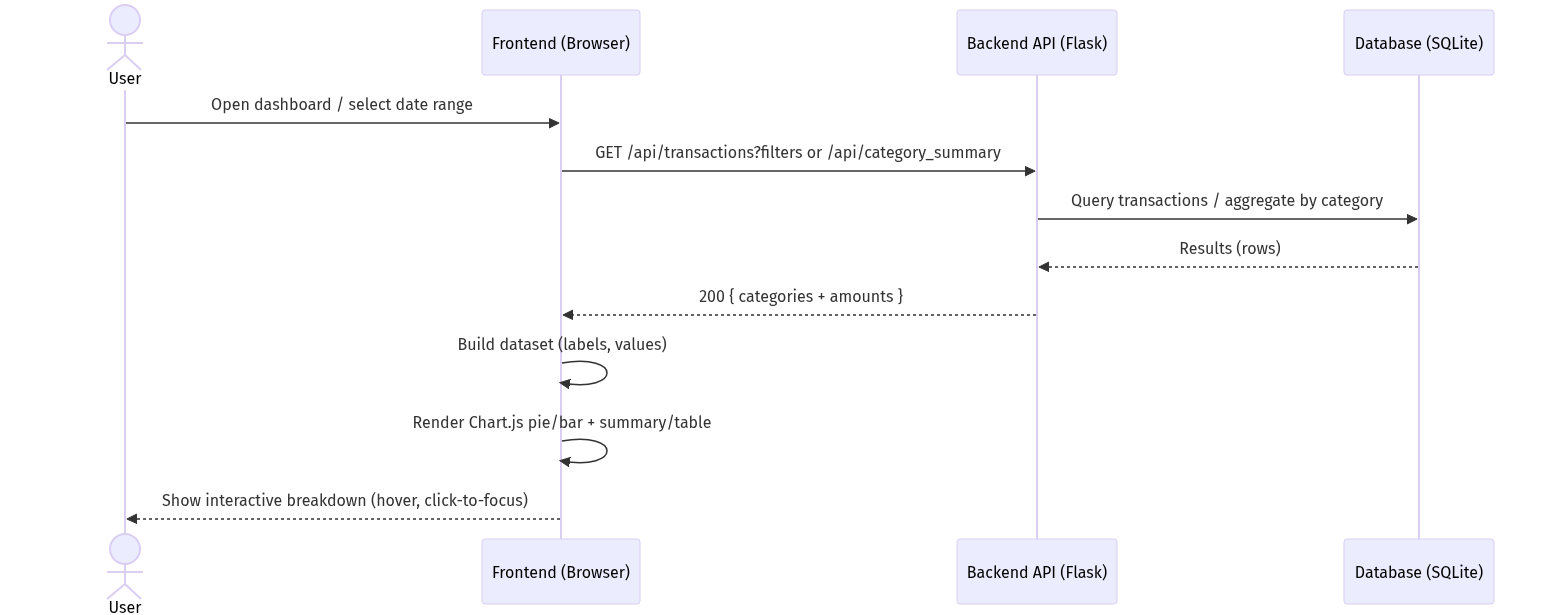 User
Frontend (Browser)
Backend API (Flask)
Database (SQLite)
Open dashboard / select date range
GET /api/transactions?filters or /api/category_summary
Query transactions / aggregate by category
Results (rows)
200 { categories + amounts }
Build dataset (labels, values)
Render Chart.js pie/bar + summary/table
Show interactive breakdown (hover, click-to-focus)
User
Frontend (Browser)
Backend API (Flask)
Database (SQLite)